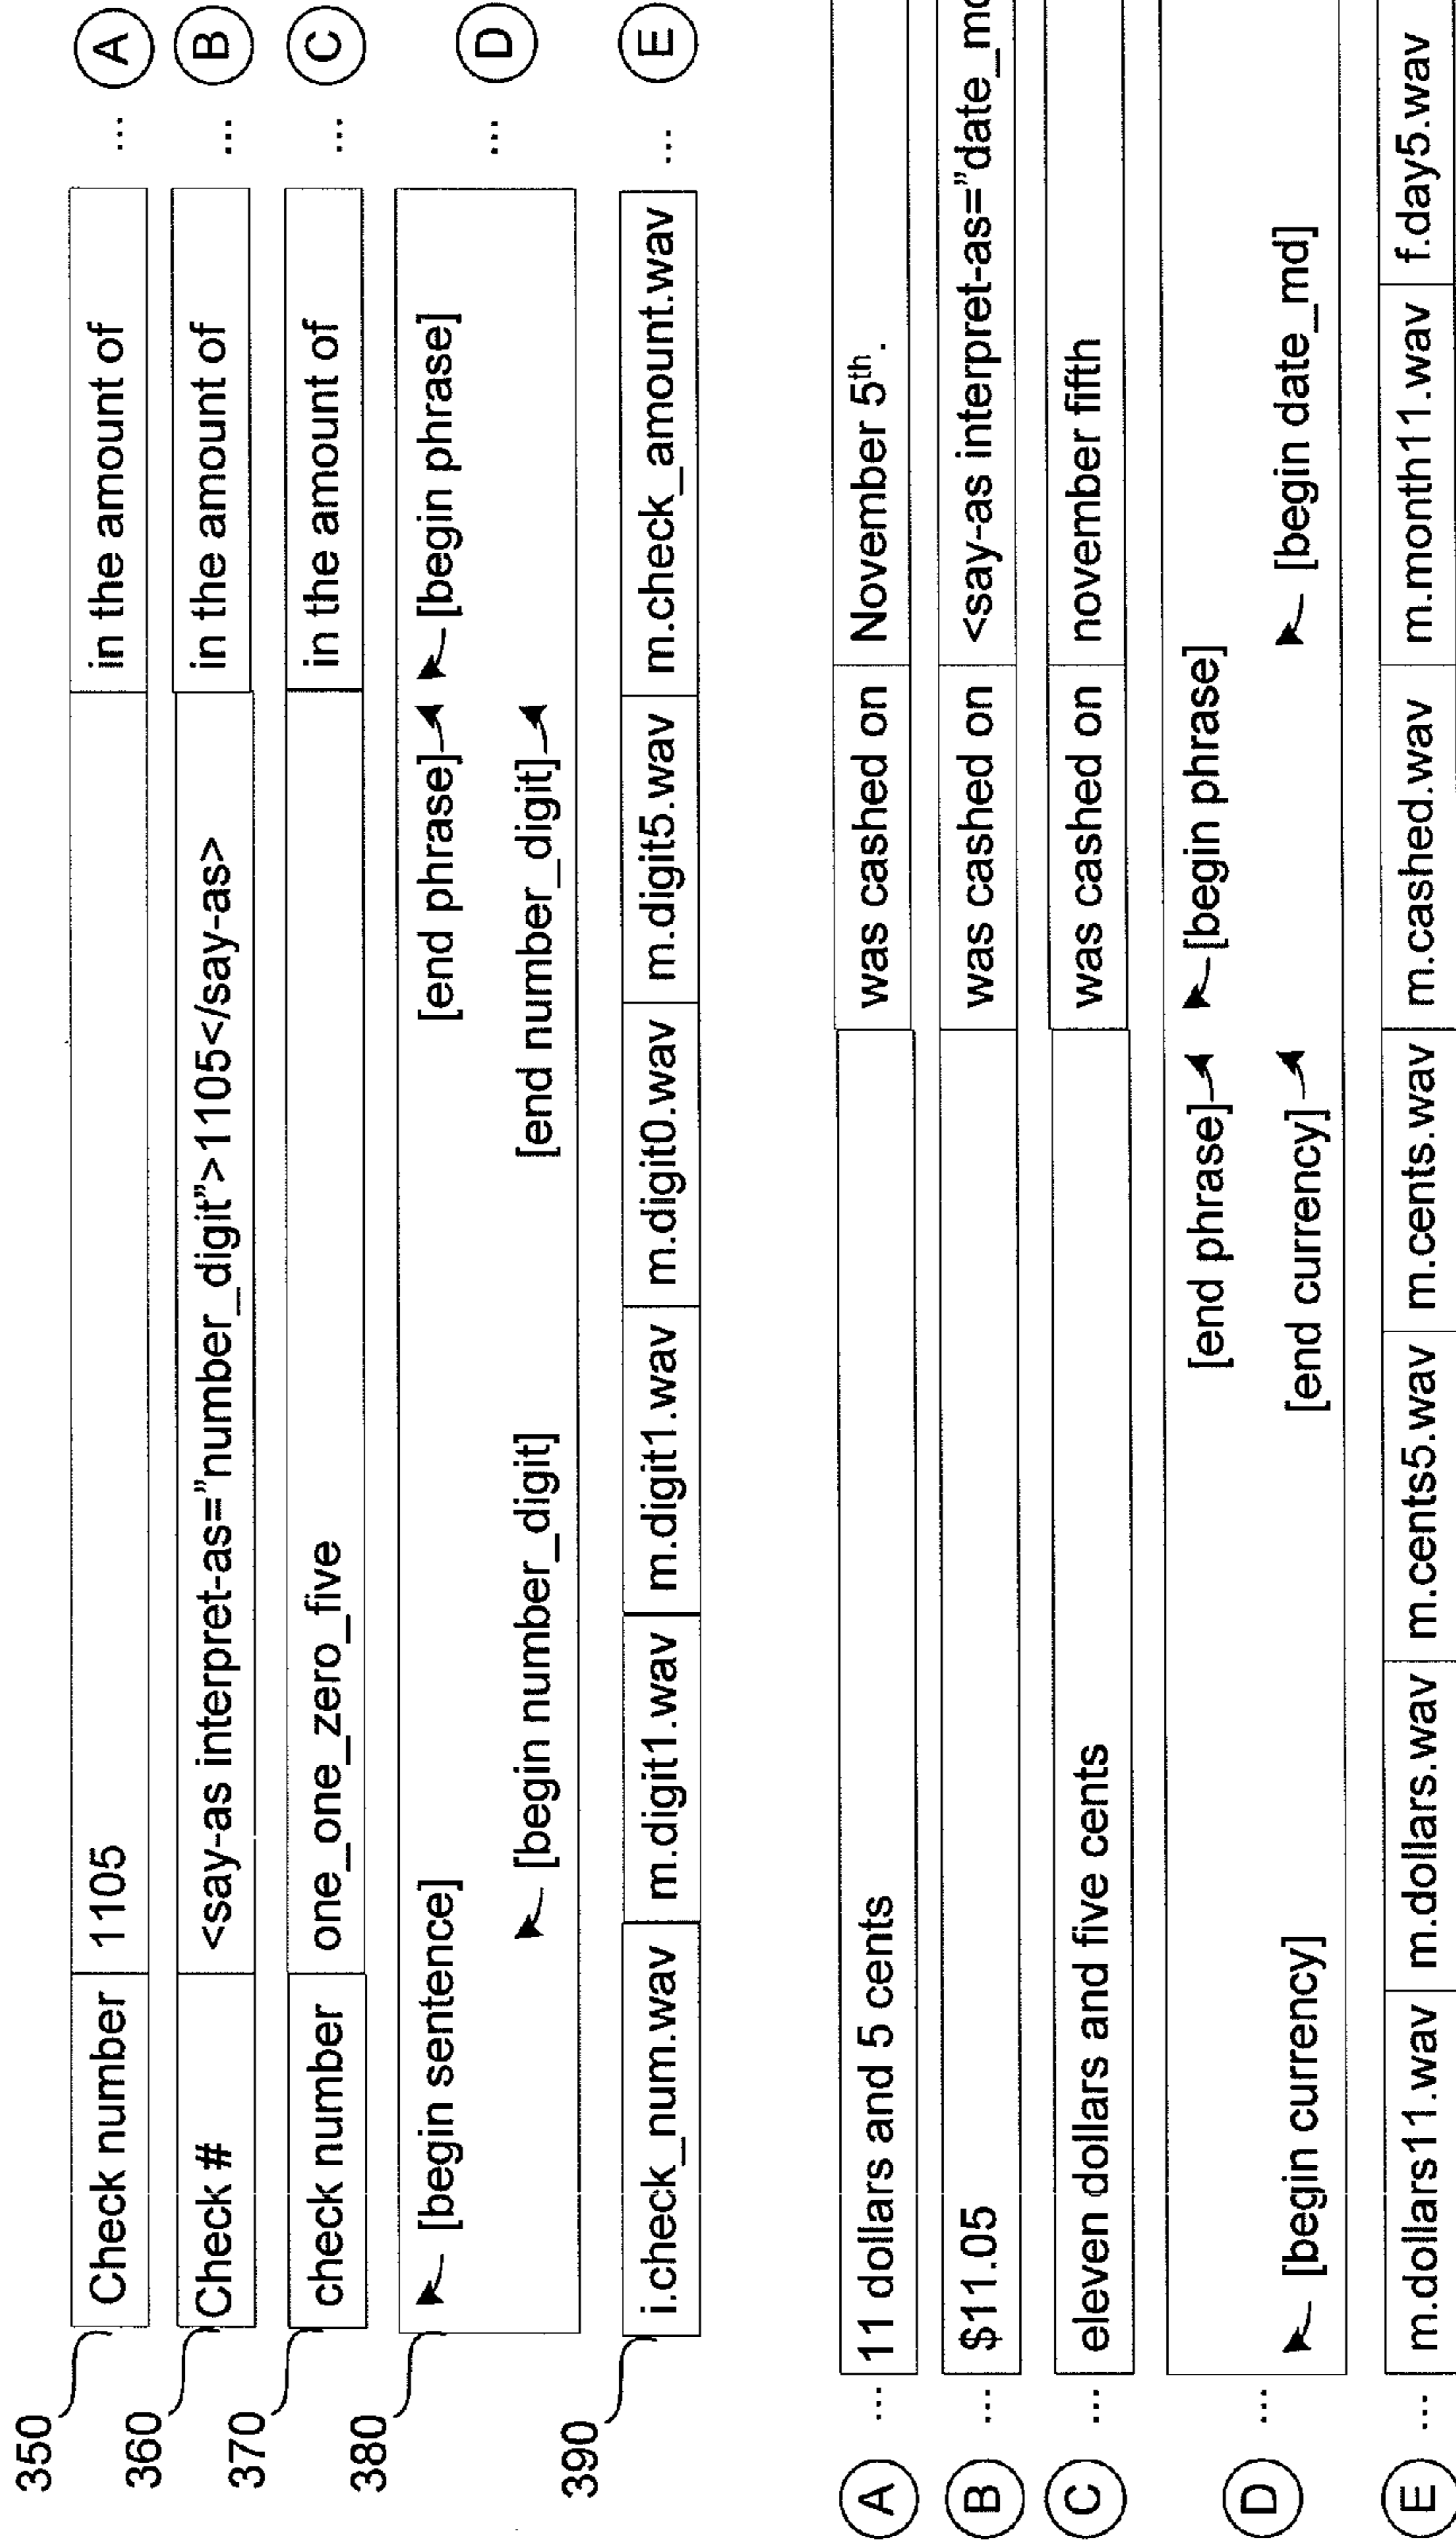 350 Check number 1105 in the amount of ... A
360 Check # <say-as interpret-as="number_digit">1105</say-as> in the amount of ... B
370 check number one_one_zero_five in the amount of ... C
380 [begin sentence] [end phrase] [begin phrase] ... D
[begin number_digit] [end number_digit]
390 i.check_num.wav m.digit1.wav m.digit1.wav m.digit0.wav m.digit5.wav m.check_amount.wav ... E
A ... 11 dollars and 5 cents was cashed on November 5th.
B ... $11.05 was cashed on <say-as interpret-as="date_m
C ... eleven dollars and five cents was cashed on november fifth
D ... [end phrase] [begin phrase]
[begin currency] [end currency] [begin date_md]
E ... m.dollars11.wav m.dollars.wav m.cents5.wav m.cents.wav m.cashed.wav m.month11.wav f.day5.wav